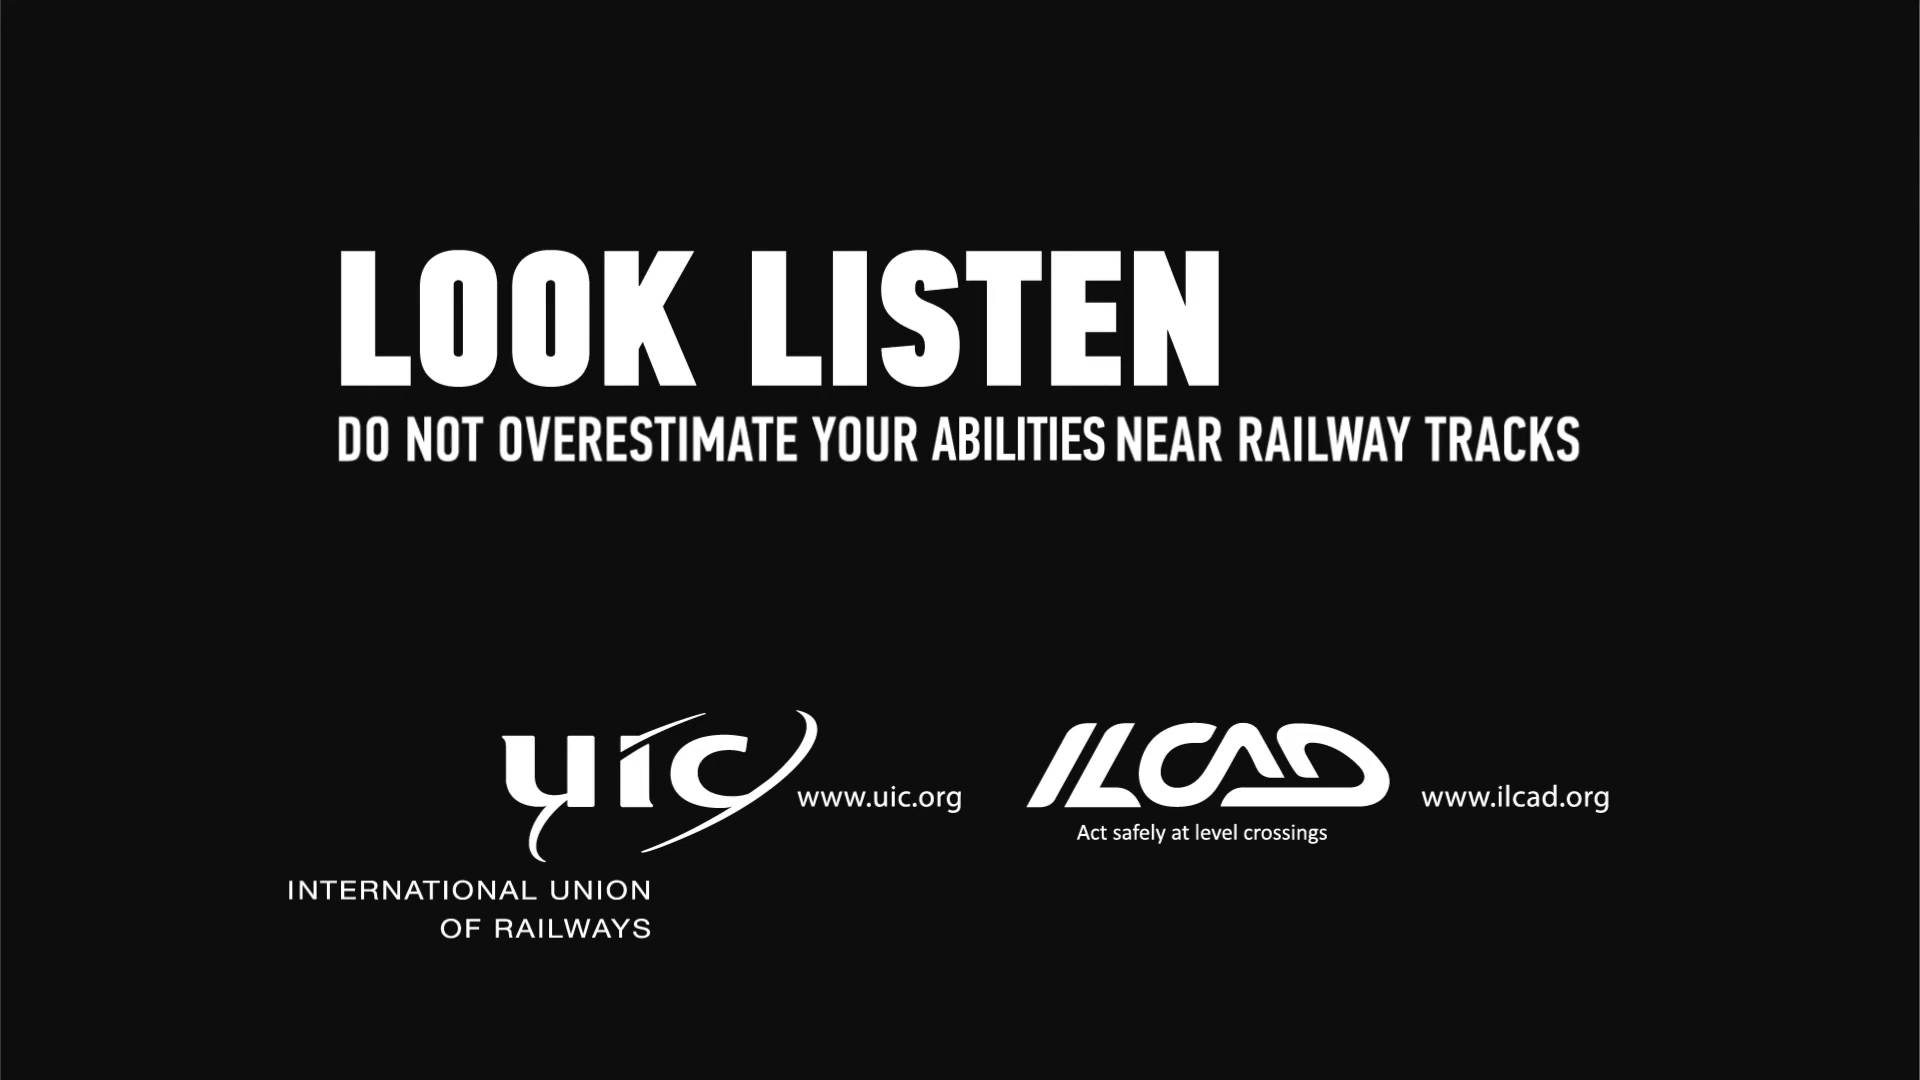 LOOK LISTEN
DO NOT OVERESTIMATE YOUR ABILITIES NEAR RAILWAY TRACKS
uic www.uic.org
INTERNATIONAL UNION
OF RAILWAYS
ILCAD www.ilcad.org
Act safely at level crossings